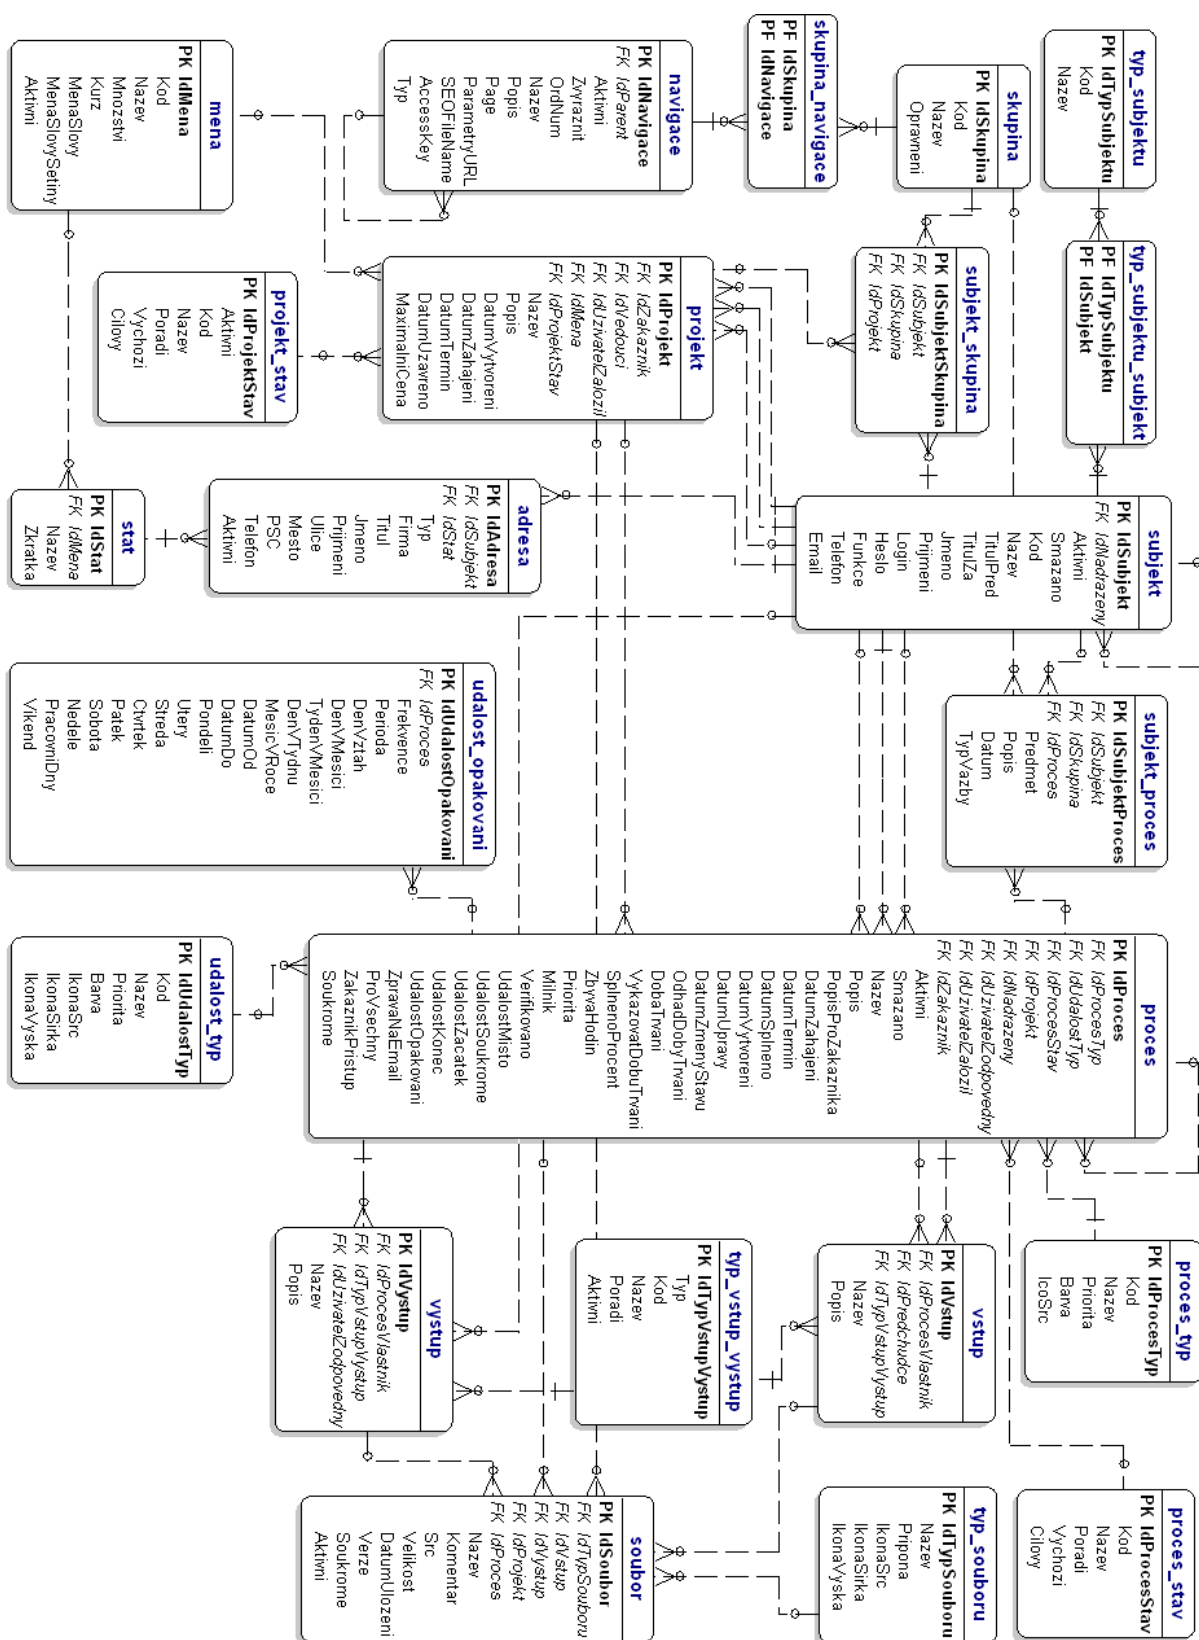 typ_subjektu
PK IdTypSubjektu
Kod
Nazev
typ_subjektu_subjekt
PF IdTypSubjektu
PF IdSubjekt
subjekt
PK IdSubjekt
FK IdNadrazeny
Aktivni
Smazano
Kod
Nazev
TitulPred
TitulZa
Jmeno
Prijmeni
Login
Heslo
Funkce
Telefon
Email
subjekt_proces
PK IdSubjektProces
FK IdSubjekt
FK IdSkupina
FK IdProces
Predmet
Popis
Datum
TypVazby
proces
PK IdProces
FK IdProcesTyp
FK IdUdalostTyp
FK IdProcesStav
FK IdProjekt
FK IdNadrazeny
FK IdUzivatelZodpovedny
FK IdUzivatelZalozil
FK IdZakaznik
Aktivni
Smazano
Nazev
Popis
PopisProZakaznika
DatumZahajeni
DatumTermin
DatumSplneno
DatumVytvoreni
DatumUpravy
DatumZmenyStavu
OdhadDobyTrvani
DobaTrvani
VykazovatDobuTrvani
SplnenoProcent
ZbyvaHodin
Priorita
Milnik
Verifikovano
UdalostMisto
UdalostSoukrome
UdalostZacatek
UdalostKonec
UdalostOpakovani
ZpravaNaEmail
ProVsechny
ZakaznikPristup
Soukrome
proces_typ
PK IdProcesTyp
Kod
Nazev
Priorita
Barva
IcoSrc
proces_stav
PK IdProcesStav
Kod
Nazev
Poradi
Vychozi
Cilovy
skupina
PK IdSkupina
Kod
Nazev
Opravneni
subjekt_skupina
PK IdSubjektSkupina
FK IdSubjekt
FK IdSkupina
FK IdProjekt
vstup
PK IdVstup
FK IdProcesVlastnik
FK IdPredchudce
FK IdTypVstupVystup
Nazev
Popis
typ_souboru
PK IdTypSouboru
Nazev
Pripona
IkonaSrc
IkonaSirka
IkonaVyska
skupina_navigace
PF IdSkupina
PF IdNavigace
projekt
PK IdProjekt
FK IdZakaznik
FK IdVedouci
FK IdUzivatelZalozil
FK IdMena
FK IdProjektStav
Nazev
Popis
DatumVytvoreni
DatumZahajeni
DatumTermin
DatumUzavreno
MaximalniCena
typ_vstup_vystup
PK IdTypVstupVystup
Typ
Kod
Nazev
Poradi
Aktivni
soubor
PK IdSoubor
FK IdTypSouboru
FK IdVstup
FK IdVystup
FK IdProjekt
FK IdProces
Nazev
Komentar
Src
Velikost
DatumUlozeni
Verze
Soukrome
Aktivni
navigace
PK IdNavigace
FK IdParent
Aktivni
Zvyraznit
OrdNum
Nazev
Popis
Page
ParametryURL
SEOFileName
AccessKey
Typ
adresa
PK IdAdresa
FK IdSubjekt
FK IdStat
Typ
Firma
Titul
Jmeno
Prijmeni
Ulice
Mesto
PSC
Telefon
Aktivni
udalost_opakovani
PK IdUdalostOpakovani
FK IdProces
Frekvence
Perioda
DenVztah
DenVMesici
TydenVMesici
DenVTydnu
MesicVRoce
DatumOd
DatumDo
Pondeli
Utery
Streda
Ctvrtek
Patek
Sobota
Nedele
PracovniDny
Vikend
vystup
PK IdVystup
FK IdProcesVlastnik
FK IdTypVstupVystup
FK IdUzivatelZodpovedny
Nazev
Popis
projekt_stav
PK IdProjektStav
Aktivni
Kod
Nazev
Poradi
Vychozi
Cilovy
mena
PK IdMena
Kod
Nazev
Mnozstvi
Kurz
MenaSlovy
MenaSlovySetiny
Aktivni
stat
PK IdStat
FK IdMena
Nazev
Zkratka
udalost_typ
PK IdUdalostTyp
Kod
Nazev
Priorita
Barva
IkonaSrc
IkonaSirka
IkonaVyska